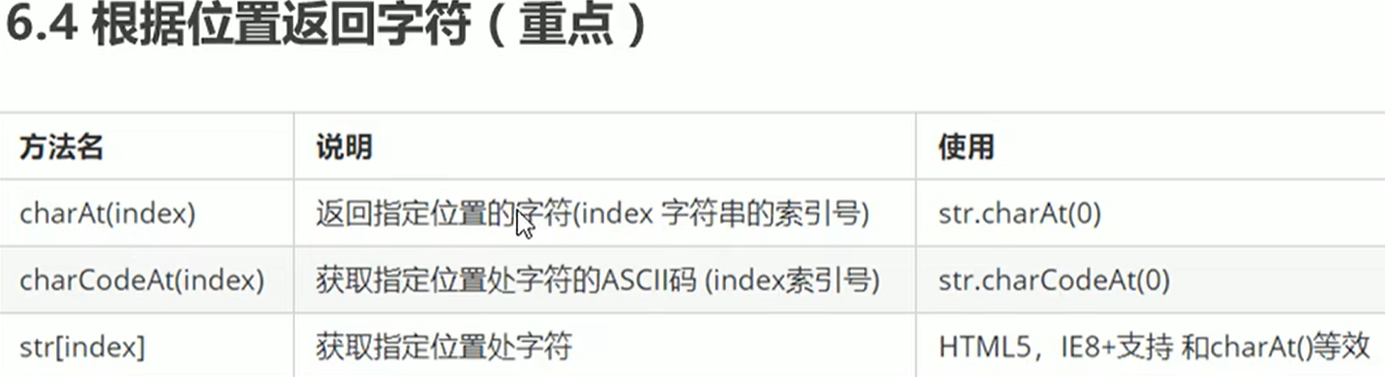 6.4 根据位置返回字符（重点）
方法名 说明 使用
charAt(index) 返回指定位置的字符(index 字符串的索引号) str.charAt(0)
charCodeAt(index) 获取指定位置处字符的ASCII码 (index索引号) str.charCodeAt(0)
str[index] 获取指定位置处字符 HTML5，IE8+支持 和charAt()等效